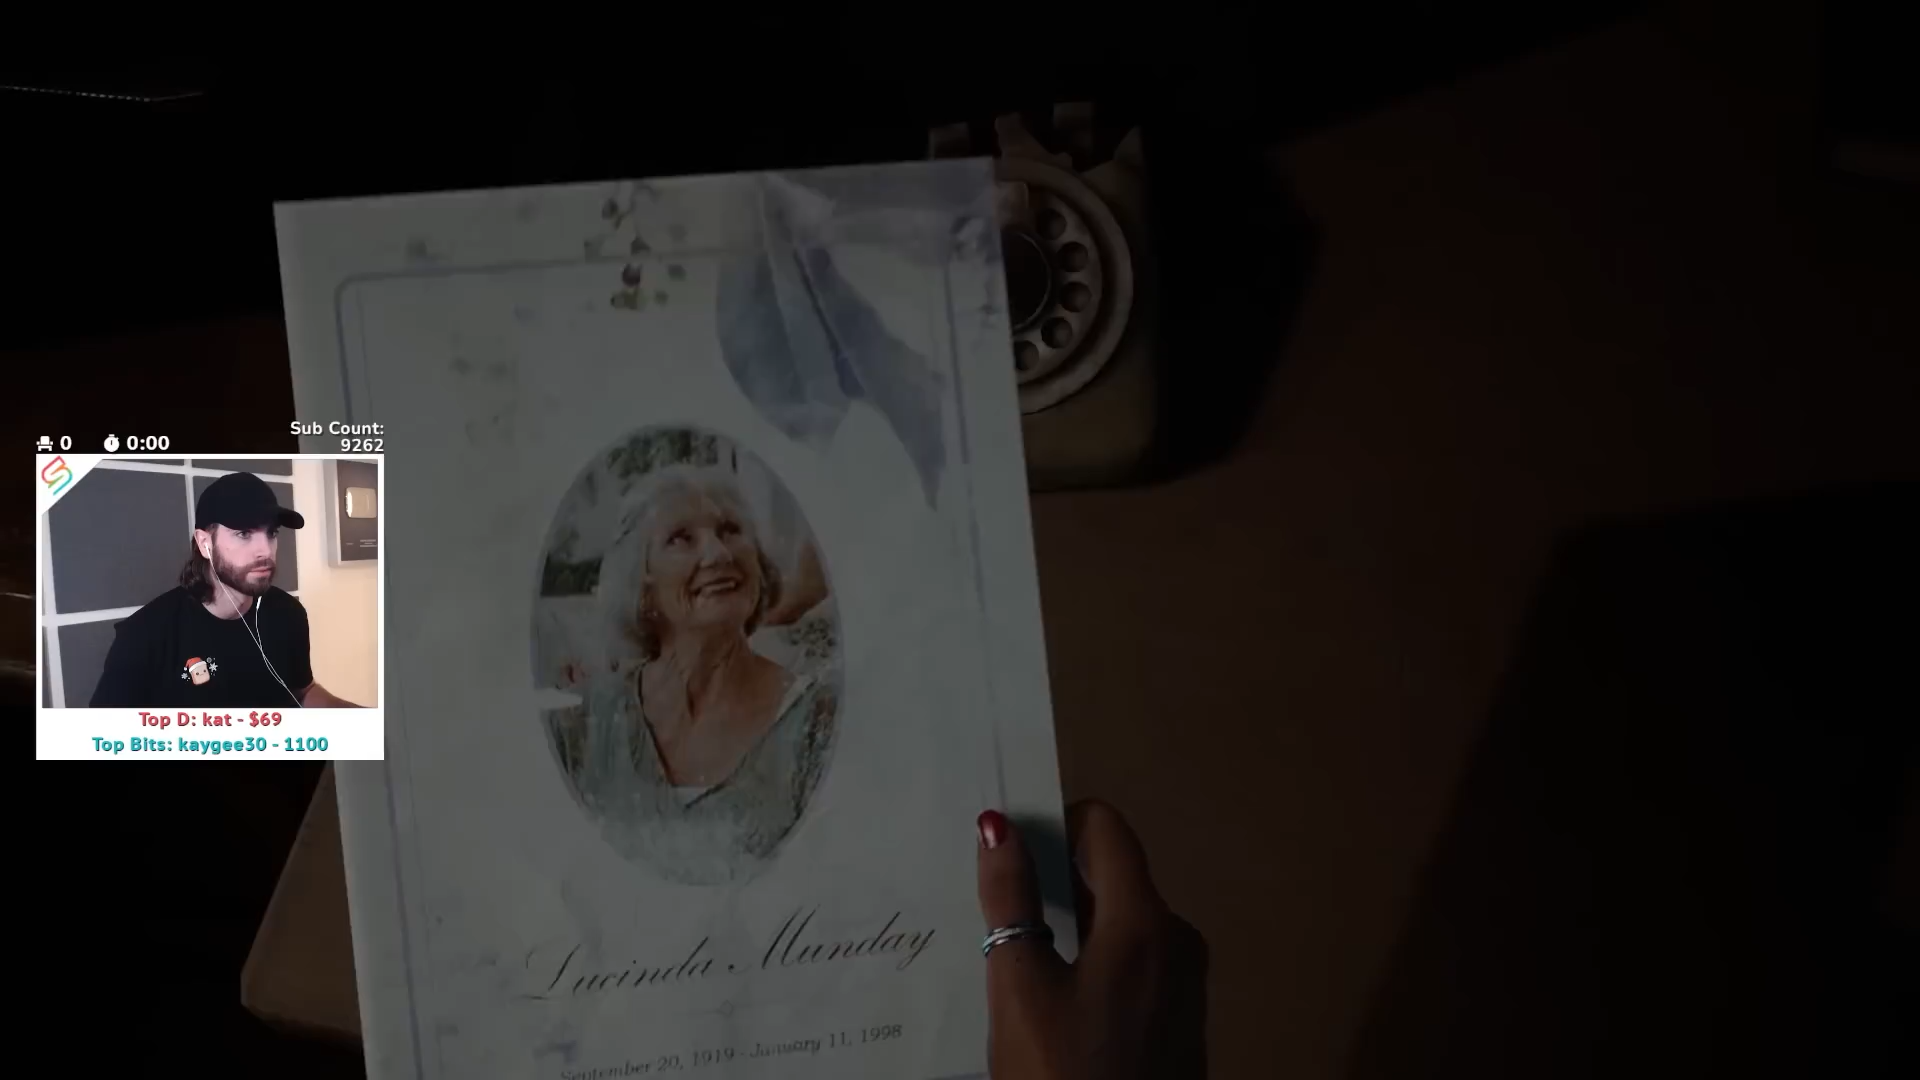 0
0:00
Sub Count:
9262
Top D: kat - $69
Top Bits: kaygee30 - 1100
Lucinda Munday
September 20, 1919 - January 11, 1998